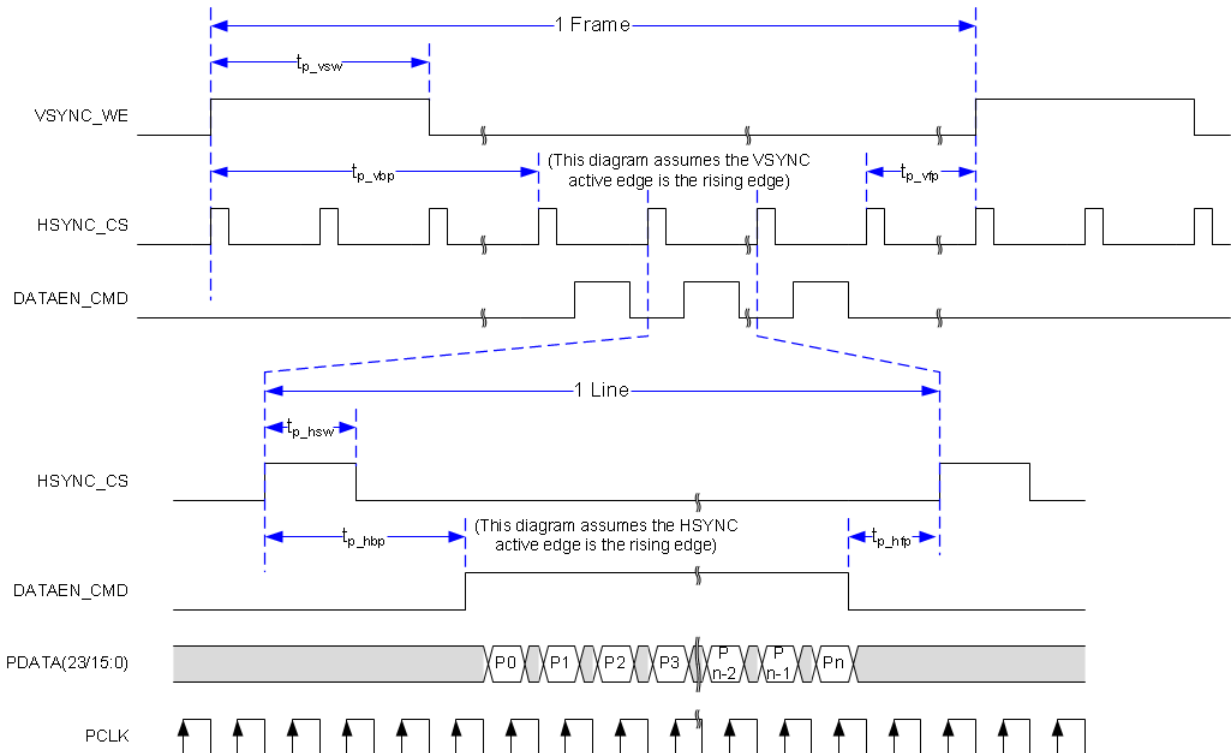 1 Frame
tp_vsw
VSYNC_WE
tp_vbp
(This diagram assumes the VSYNC
active edge is the rising edge)
tp_vfp
HSYNC_CS
DATAEN_CMD
1 Line
tp_hsw
HSYNC_CS
tp_hbp
(This diagram assumes the HSYNC
active edge is the rising edge)
tp_hfp
DATAEN_CMD
PDATA(23/15:0)
P0
P1
P2
P3
P
n-2
P
n-1
Pn
PCLK